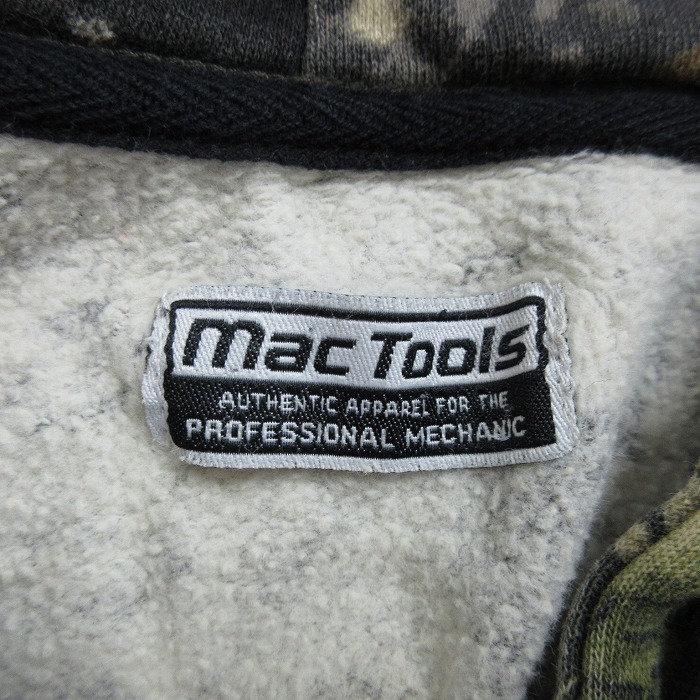 mac Tools
AUTHENTIC APPAREL FOR THE
PROFESSIONAL MECHANIC